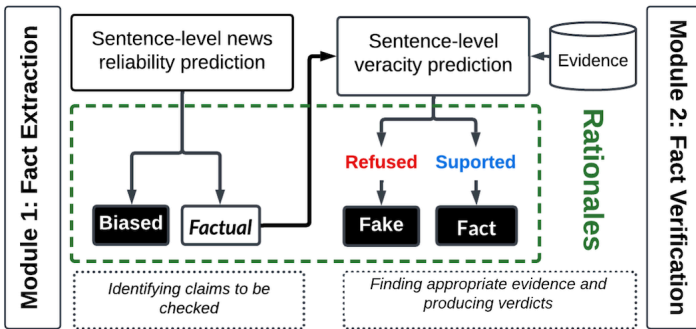 Module 1: Fact Extraction
Sentence-level news
reliability prediction
Biased
Factual
Identifying claims to be
checked
Sentence-level
veracity prediction
Evidence
Refused
Suported
Fake
Fact
Rationales
Finding appropriate evidence and
producing verdicts
Module 2: Fact Verification